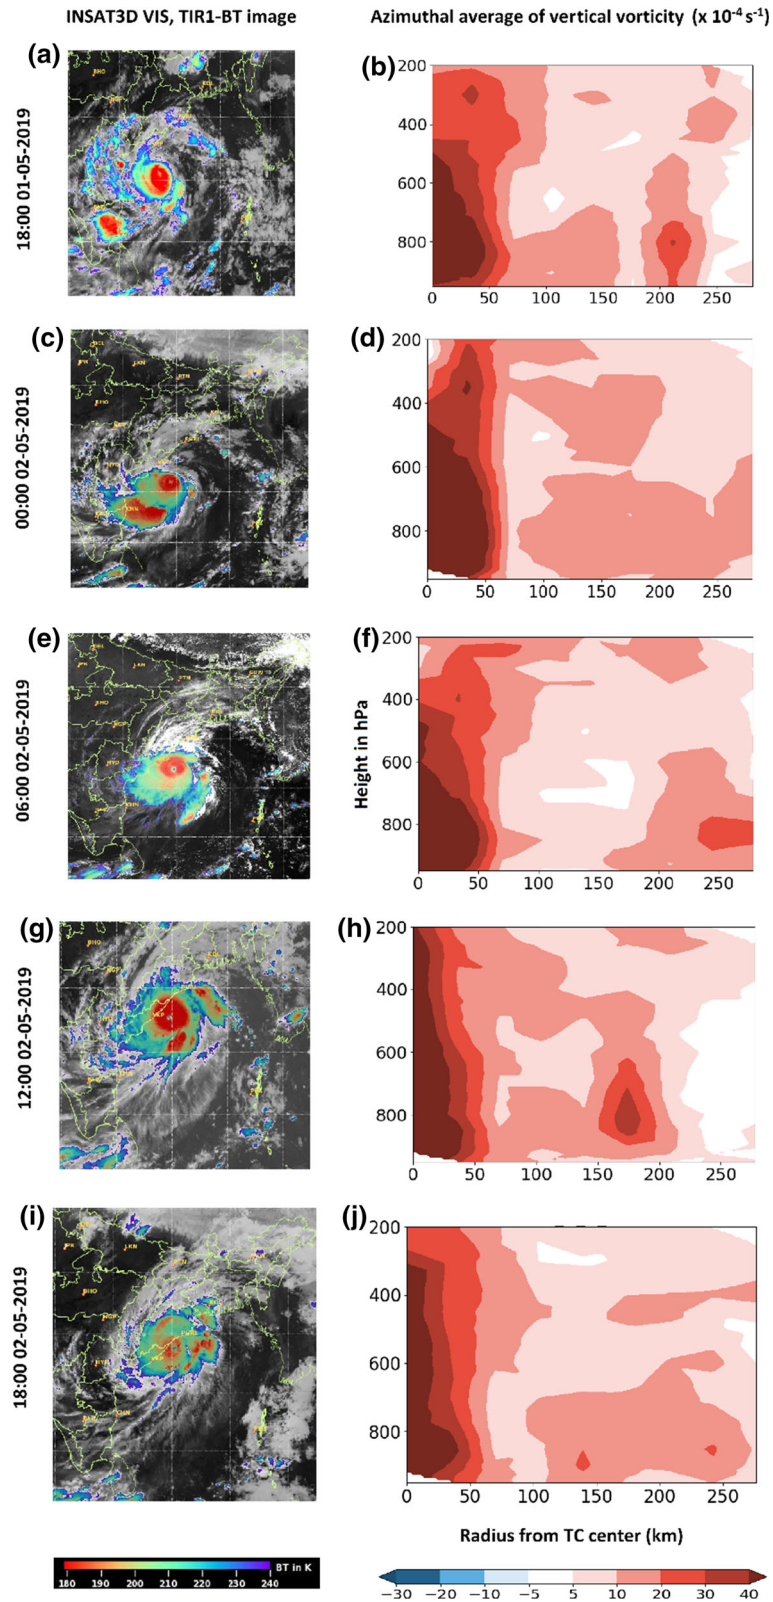 INSAT3D VIS, TIR1-BT image
Azimuthal average of vertical vorticity (x 10⁻⁴ s⁻¹)
18:00 01-05-2019
(a)
(b)
200
400
600
800
0 50 100 150 200 250
00:00 02-05-2019
(c)
(d)
200
400
600
800
0 50 100 150 200 250
06:00 02-05-2019
(e)
(f)
Height in hPa
200
400
600
800
0 50 100 150 200 250
12:00 02-05-2019
(g)
(h)
200
400
600
800
0 50 100 150 200 250
18:00 02-05-2019
(i)
(j)
200
400
600
800
0 50 100 150 200 250
Radius from TC center (km)
BT in K
180 190 200 210 220 230 240
−30 −20 −10 −5 5 10 20 30 40